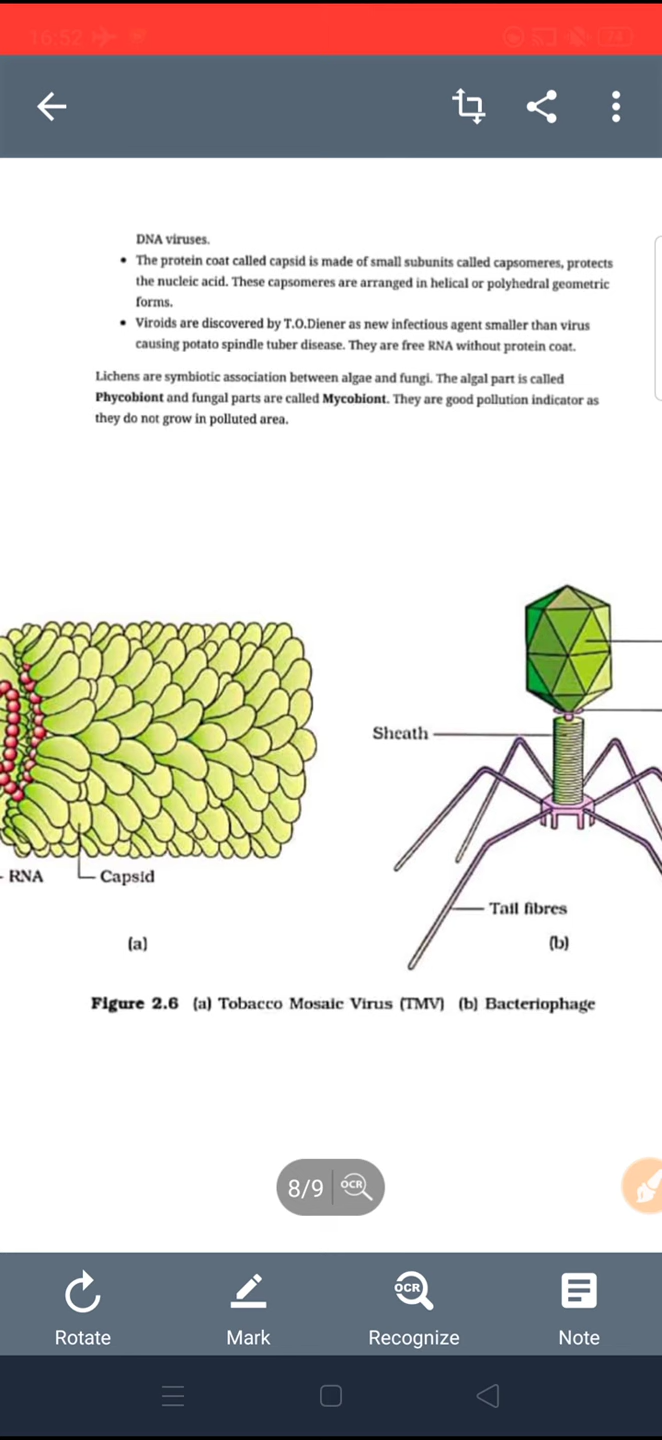 16:52
24
DNA viruses.
• The protein coat called capsid is made of small subunits called capsomeres, protects
the nucleic acid. These capsomeres are arranged in helical or polyhedral geometric
forms.
• Viroids are discovered by T.O.Diener as new infectious agent smaller than virus
causing potato spindle tuber disease. They are free RNA without protein coat.
Lichens are symbiotic association between algae and fungi. The algal part is called
Phycobiont and fungal parts are called Mycobiont. They are good pollution indicator as
they do not grow in polluted area.
Sheath
RNA
Capsid
Tail fibres
(a)
(b)
Figure 2.6 (a) Tobacco Mosaic Virus (TMV) (b) Bacteriophage
8/9 OCR
OCR
Rotate
Mark
Recognize
Note